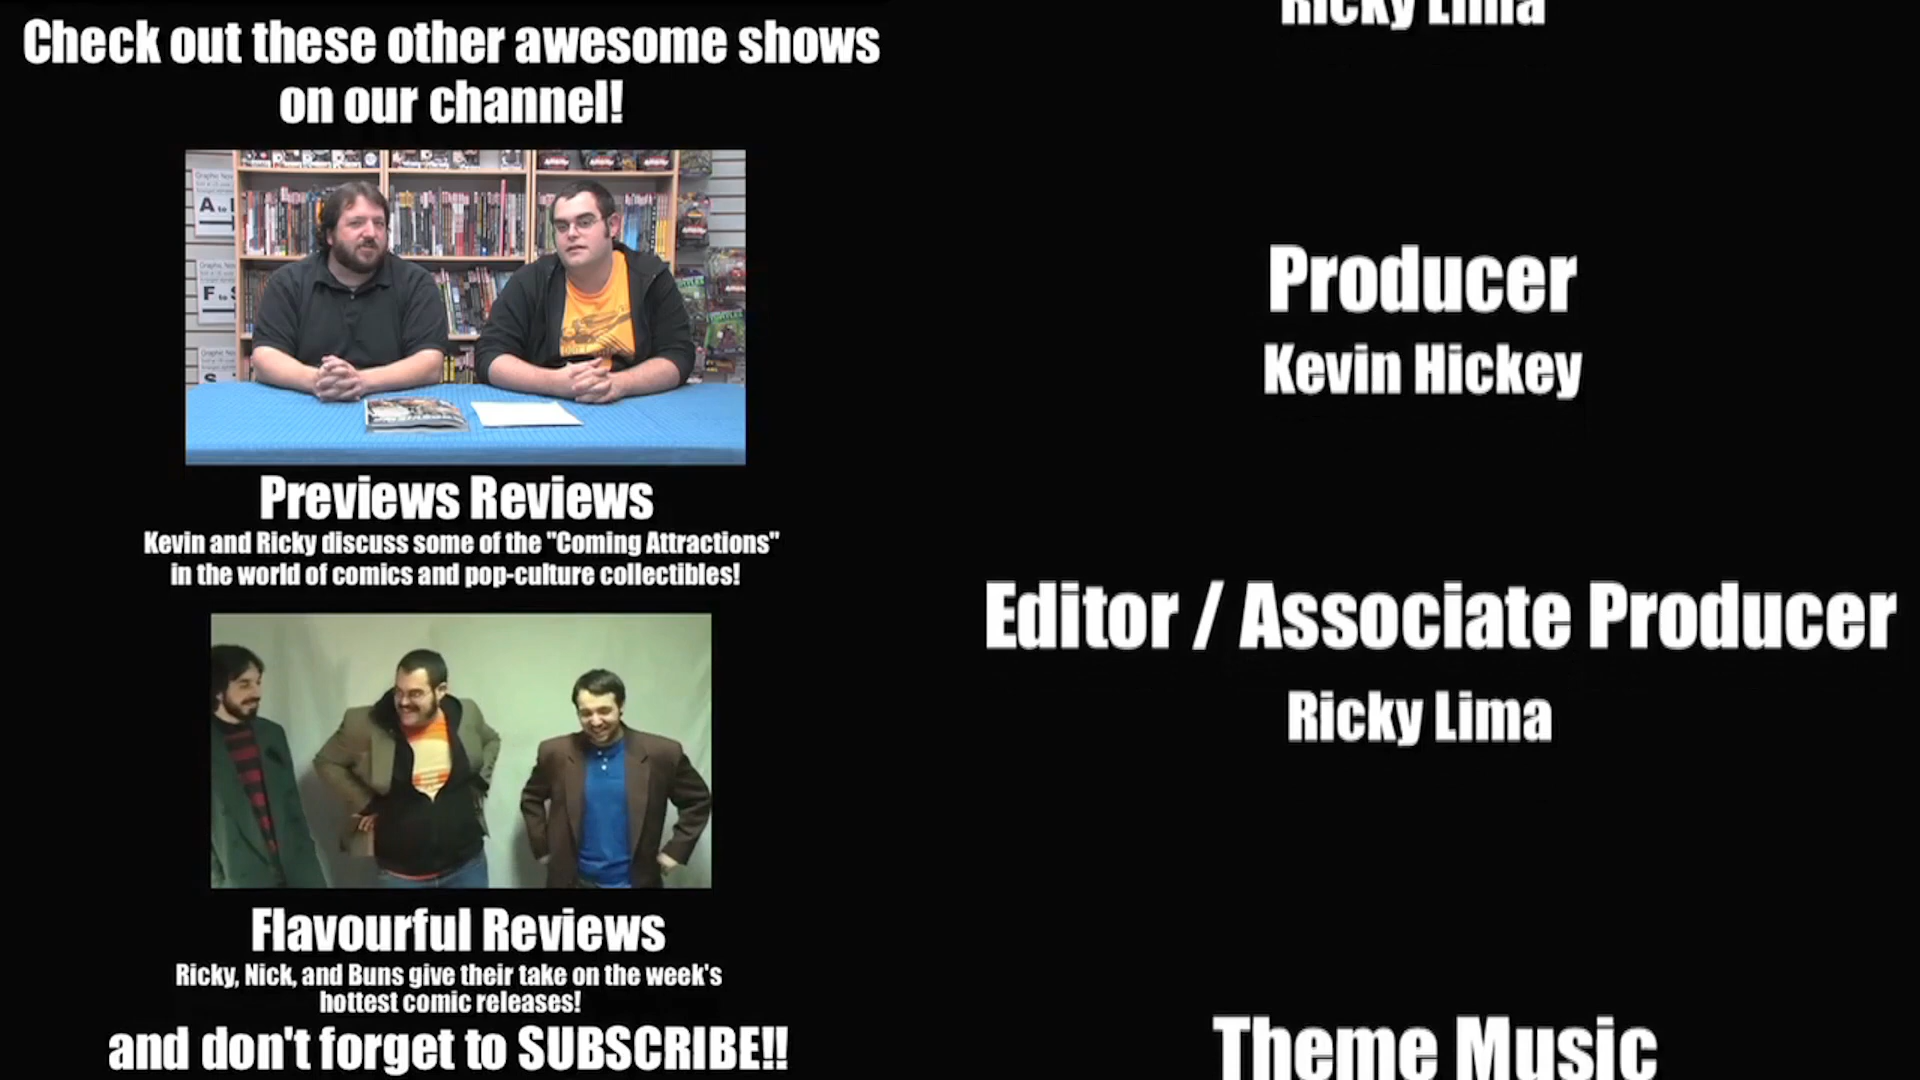 Check out these other awesome shows
on our channel!
A to
F to
Previews Reviews
Kevin and Ricky discuss some of the "Coming Attractions"
in the world of comics and pop-culture collectibles!
Flavourful Reviews
Ricky, Nick, and Buns give their take on the week's
hottest comic releases!
and don't forget to SUBSCRIBE!!
Ricky Lima
Producer
Kevin Hickey
Editor / Associate Producer
Ricky Lima
Theme Music